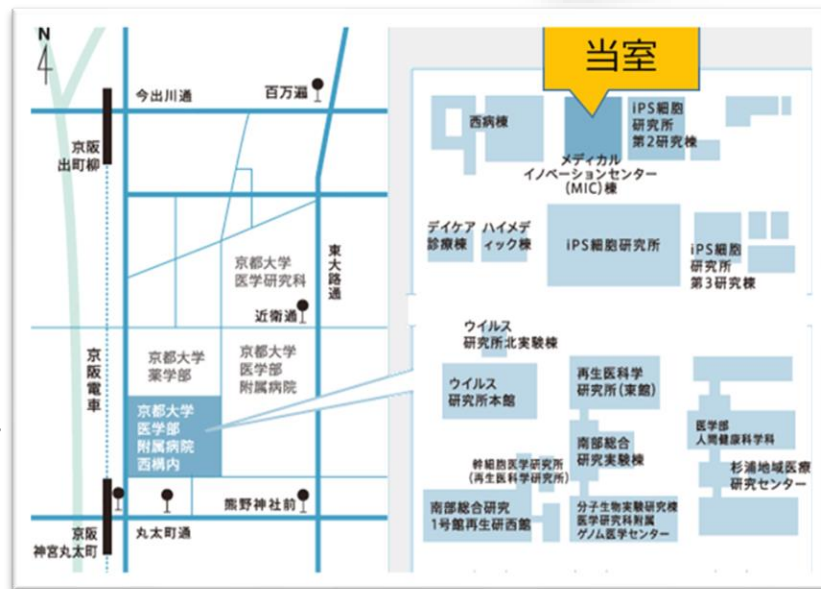 N
今出川通
百万遍
京阪
出町柳
京都大学
医学研究科
東大路通
近衛通
京都大学
薬学部
京都大学
医学部
附属病院
京阪電車
京都大学
医学部
附属病院
西構内
熊野神社前
丸太町通
京阪
神宮丸太町
当室
西病棟
iPS細胞
研究所
第2研究棟
メディカル
イノベーションセンター
(MIC)棟
デイケア
診療棟
ハイメデ
ィック棟
iPS細胞研究所
iPS細胞
研究所
第3研究棟
ウイルス
研究所北実験棟
ウイルス
研究所本館
再生医科学
研究所(東館)
南部総合
研究実験棟
医学部
人間健康科学科
杉浦地域医療
研究センター
幹細胞医学研究所
(再生医科学研究所)
南部総合研究
1号館再生研西館
分子生物実験研究棟
医学研究科附属
ゲノム医学センター